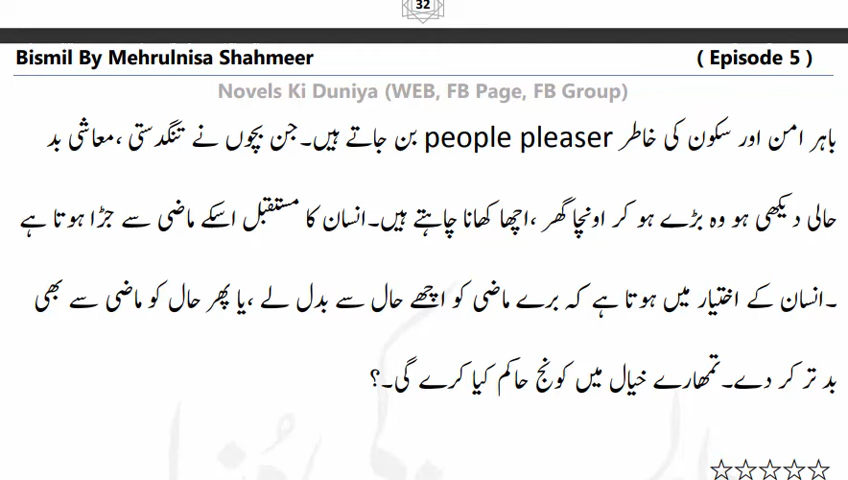 32
Bismil By Mehrulnisa Shahmeer ( Episode 5 )
Novels Ki Duniya (WEB, FB Page, FB Group)
باہر امن اور سکون کی خاطر people pleaser بن جاتے ہیں۔جن بچوں نے تنگدستی ،معاشی بد
حالی دیکھی ہو وہ بڑے ہو کر اونچا گھر ،اچھا کھانا چاہتے ہیں۔انسان کا مستقبل اسکے ماضی سے جڑا ہوتا ہے
۔انسان کے اختیار میں ہوتا ہے کہ برے ماضی کو اچھے حال سے بدل لے ،یا پھر حال کو ماضی سے بھی
بد تر کر دے۔تمھارے خیال میں کونج حاکم کیا کرے گی۔؟
☆☆☆☆☆